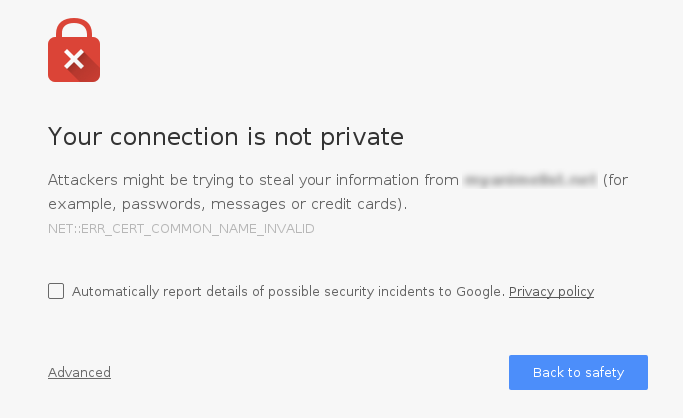 Your connection is not private
Attackers might be trying to steal your information from (for
example, passwords, messages or credit cards).
NET::ERR_CERT_COMMON_NAME_INVALID
Automatically report details of possible security incidents to Google. Privacy policy
Advanced
Back to safety